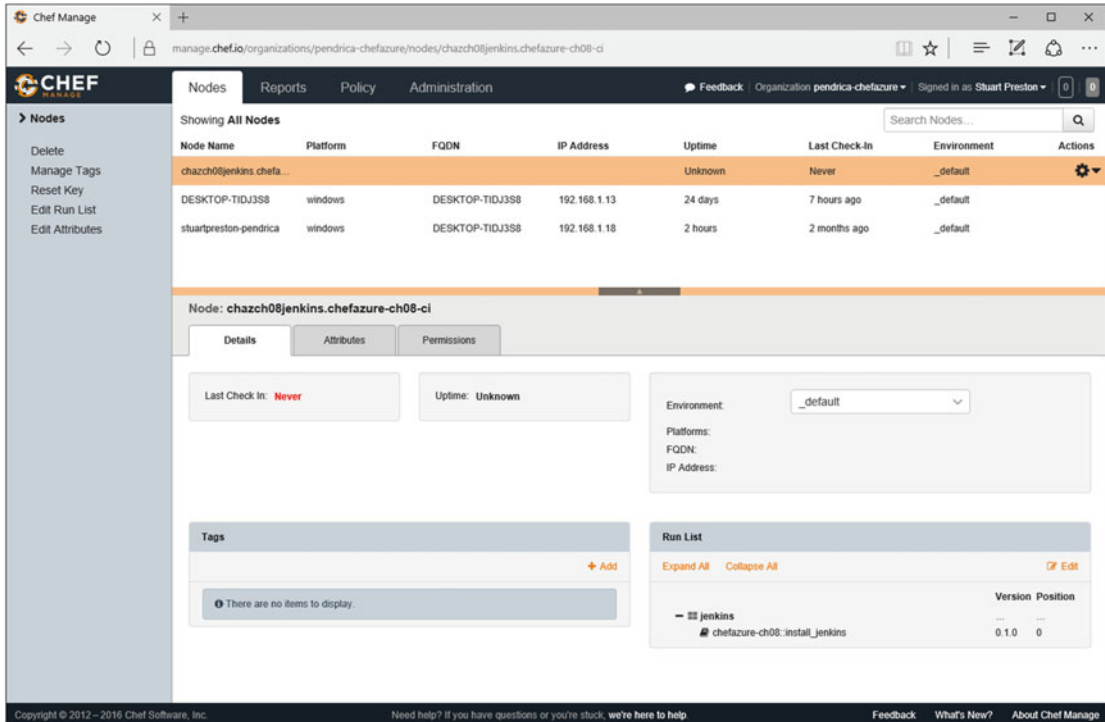 Chef Manage
manage.chef.io/organizations/pendrica-chefazure/nodes/chazch08jenkins.chefazure-ch08-ci
CHEF
MANAGE
Nodes Reports Policy Administration
Feedback Organization pendrica-chefazure Signed in as Stuart Preston 0 0
Nodes
Delete
Manage Tags
Reset Key
Edit Run List
Edit Attributes
Showing All Nodes
Search Nodes...
Node Name Platform FQDN IP Address Uptime Last Check-In Environment Actions
chazch08jenkins.chefa... Unknown Never _default
DESKTOP-TIDJ3S8 windows DESKTOP-TIDJ3S8 192.168.1.13 24 days 7 hours ago _default
stuartpreston-pendrica windows DESKTOP-TIDJ3S8 192.168.1.18 2 hours 2 months ago _default
Node: chazch08jenkins.chefazure-ch08-ci
Details Attributes Permissions
Last Check In: Never
Uptime: Unknown
Environment: _default
Platforms:
FQDN:
IP Address:
Tags
+ Add
There are no items to display.
Run List
Expand All Collapse All Edit
Version Position
jenkins ... ...
chefazure-ch08::install_jenkins 0.1.0 0
Copyright © 2012 – 2016 Chef Software, Inc. Need help? If you have questions or you're stuck, we're here to help. Feedback What's New? About Chef Manage